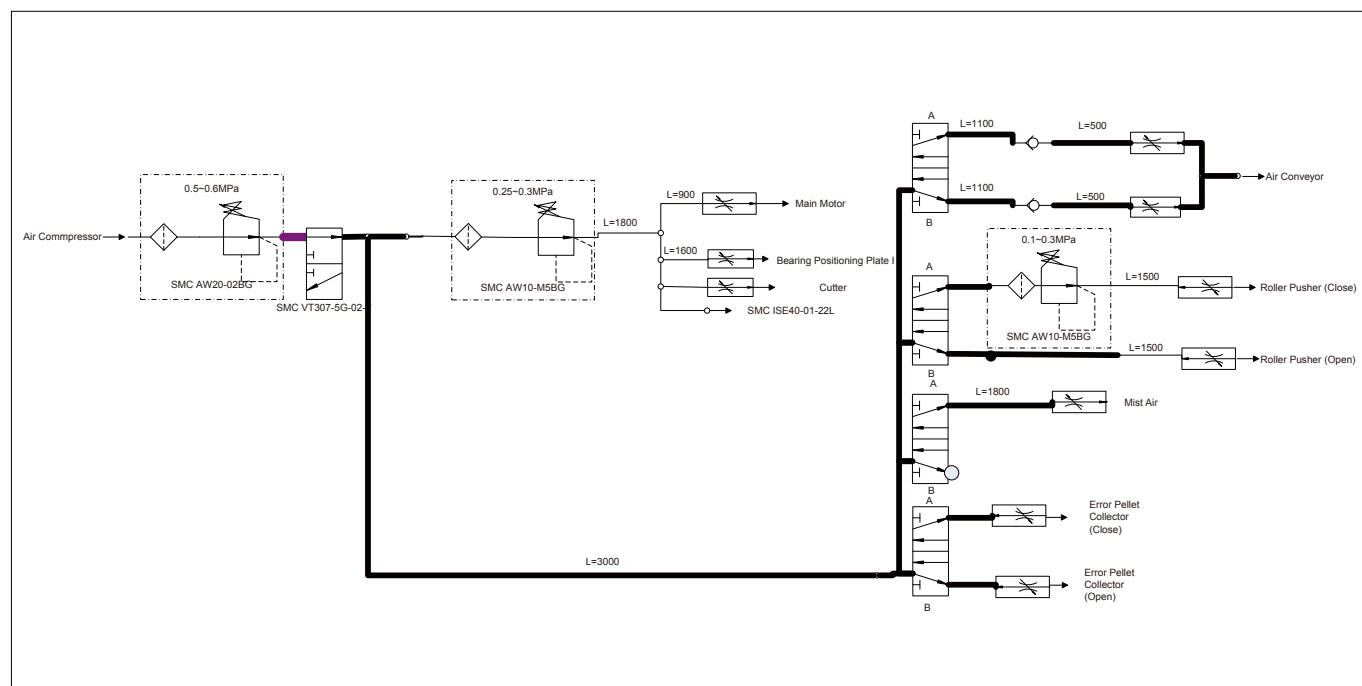 0.5~0.6MPa
Air Commpressor
SMC AW20-02BG
SMC VT307-5G-02-
0.25~0.3MPa
SMC AW10-M5BG
L=1800
L=900
Main Motor
L=1600
Bearing Positioning Plate I
Cutter
SMC ISE40-01-22L
L=3000
A
L=1100
L=500
Air Conveyor
L=1100
L=500
B
A
0.1~0.3MPa
L=1500
Roller Pusher (Close)
SMC AW10-M5BG
L=1500
Roller Pusher (Open)
B
A
L=1800
Mist Air
B
A
Error Pellet
Collector
(Close)
Error Pellet
Collector
(Open)
B